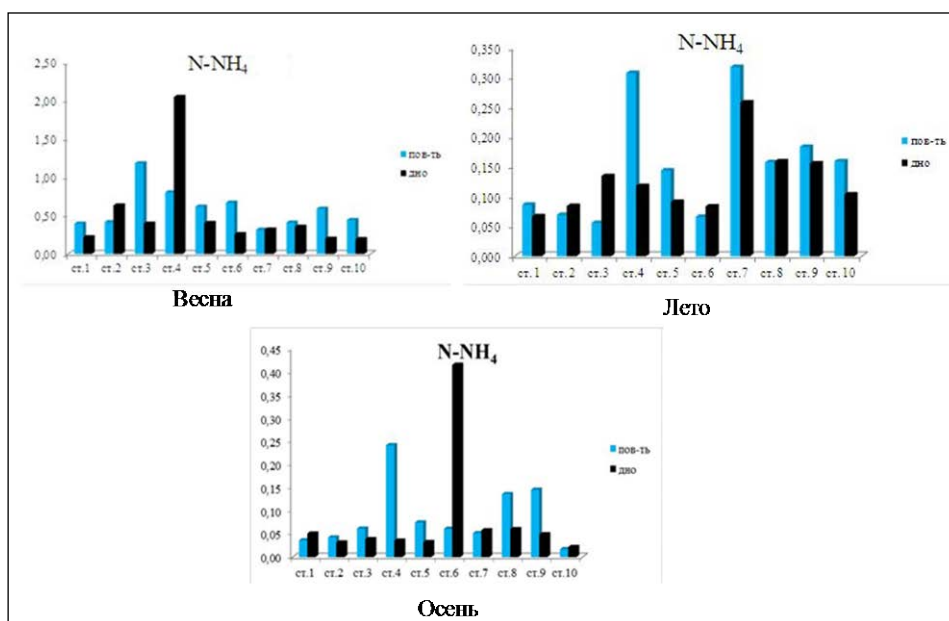 N-NH₄
2,50
2,00
1,50
1,00
0,50
0,00
ст.1 ст.2 ст.3 ст.4 ст.5 ст.6 ст.7 ст.8 ст.9 ст.10
пов-ть
дно
Весна
N-NH₄
0,350
0,300
0,250
0,200
0,150
0,100
0,050
0,000
ст.1 ст.2 ст.3 ст.4 ст.5 ст.6 ст.7 ст.8 ст.9 ст.10
пов-ть
дно
Лето
N-NH₄
0,45
0,40
0,35
0,30
0,25
0,20
0,15
0,10
0,05
0,00
ст.1 ст.2 ст.3 ст.4 ст.5 ст.6 ст.7 ст.8 ст.9 ст.10
пов-ть
дно
Осень